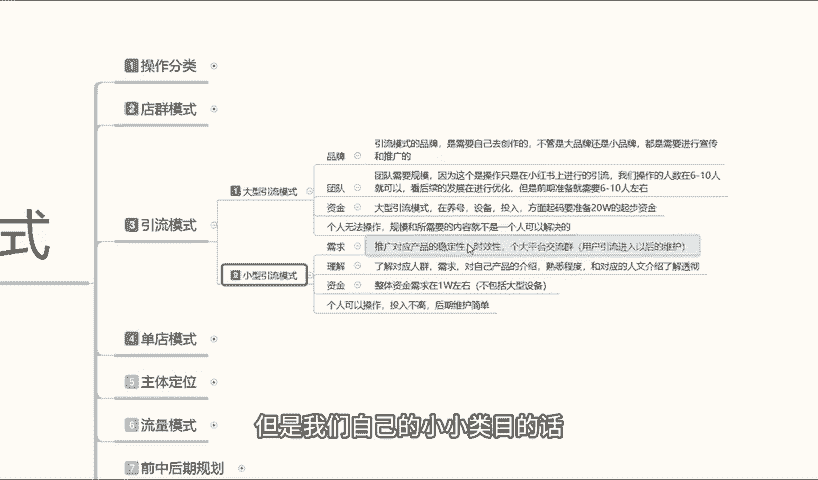 式
1 操作分类
2 店群模式
3 引流模式
1 大型引流模式
品牌
引流模式的品牌，是需要自己去创作的，不管是大品牌还是小品牌，都是需要进行宣传
和推广的
团队
团队需要规模，因为这个是操作只是在小红书上进行的引流，我们操作的人数在6-10人
就可以，看后续的发展在进行优化，但是前期准备就需要6-10人左右
资金
大型引流模式，在养号，设备，投入，方面起码要准备20W的起步资金
个人无法操作，规模和所需要的内容就不是一个人可以解决的
2 小型引流模式
需求
推广对应产品的稳定性，时效性，个大平台交流群（用户引流进入以后的维护）
理解
了解对应人群，需求，对自己产品的介绍，熟悉程度，和对应的人文介绍了解透彻
资金
整体资金需求在1W左右（不包括大型设备）
个人可以操作，投入不高，后期维护简单
4 单店模式
5 主体定位
6 流量模式
7 前中后期规划
但是我们自己的小小类目的话